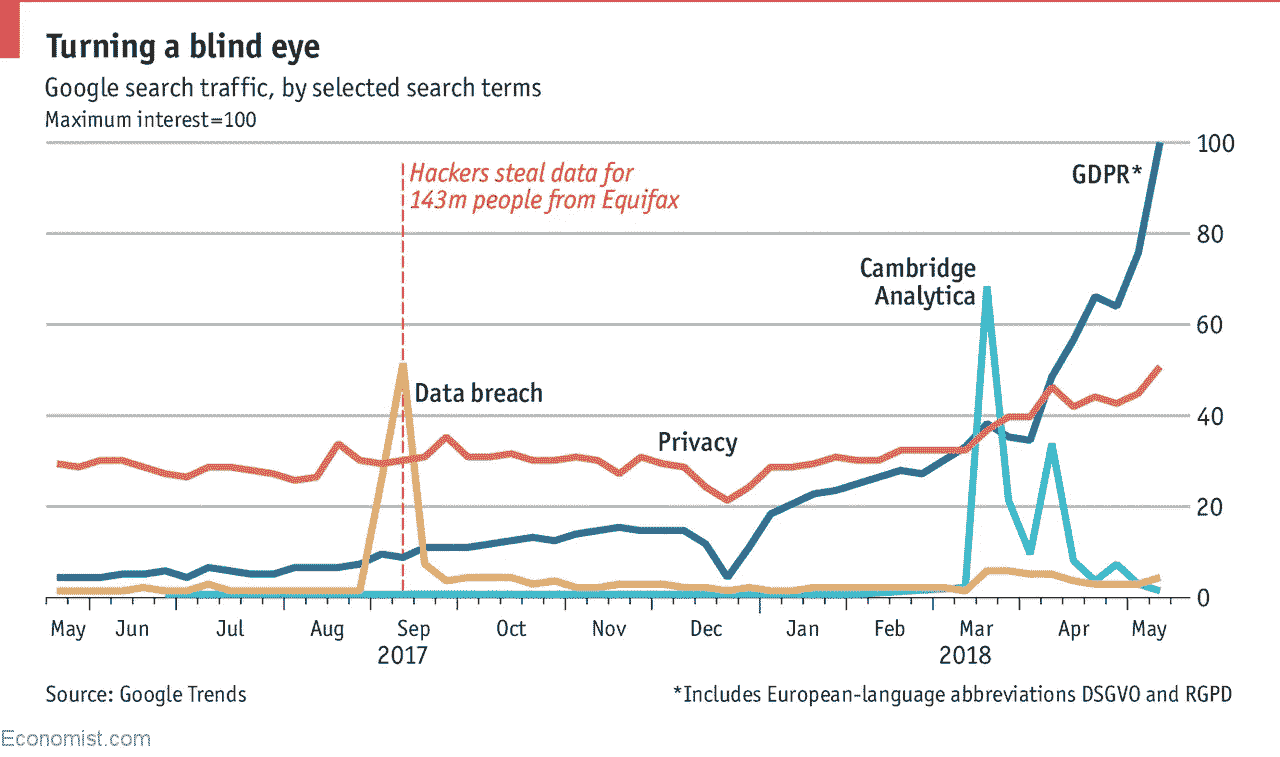 Turning a blind eye
Google search traffic, by selected search terms
Maximum interest=100
100
80
60
40
20
0
Hackers steal data for
143m people from Equifax
GDPR*
Cambridge
Analytica
Data breach
Privacy
May Jun Jul Aug Sep Oct Nov Dec Jan Feb Mar Apr May
2017 2018
Source: Google Trends
*Includes European-language abbreviations DSGVO and RGPD
Economist.com